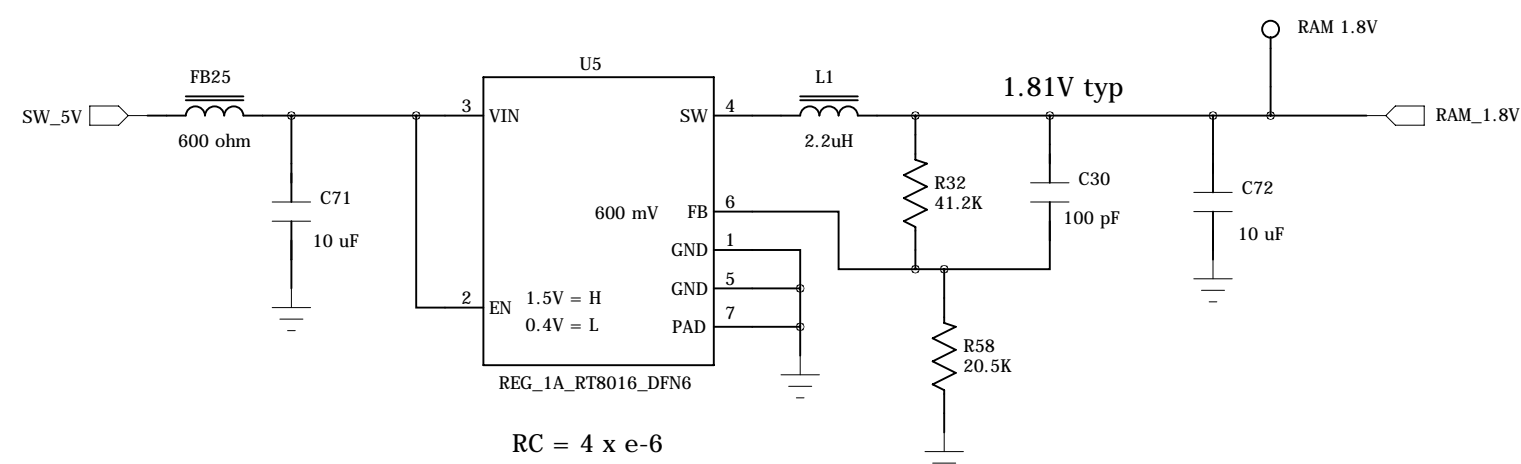 RAM 1.8V
U5
FB25
L1
1.81V typ
SW_5V
3
VIN
SW
4
RAM_1.8V
600 ohm
2.2uH
C71
R32
41.2K
C30
C72
600 mV
FB
6
100 pF
10 uF
10 uF
GND
1
GND
5
2
EN
1.5V = H
0.4V = L
PAD
7
R58
20.5K
REG_1A_RT8016_DFN6
RC = 4 x e-6